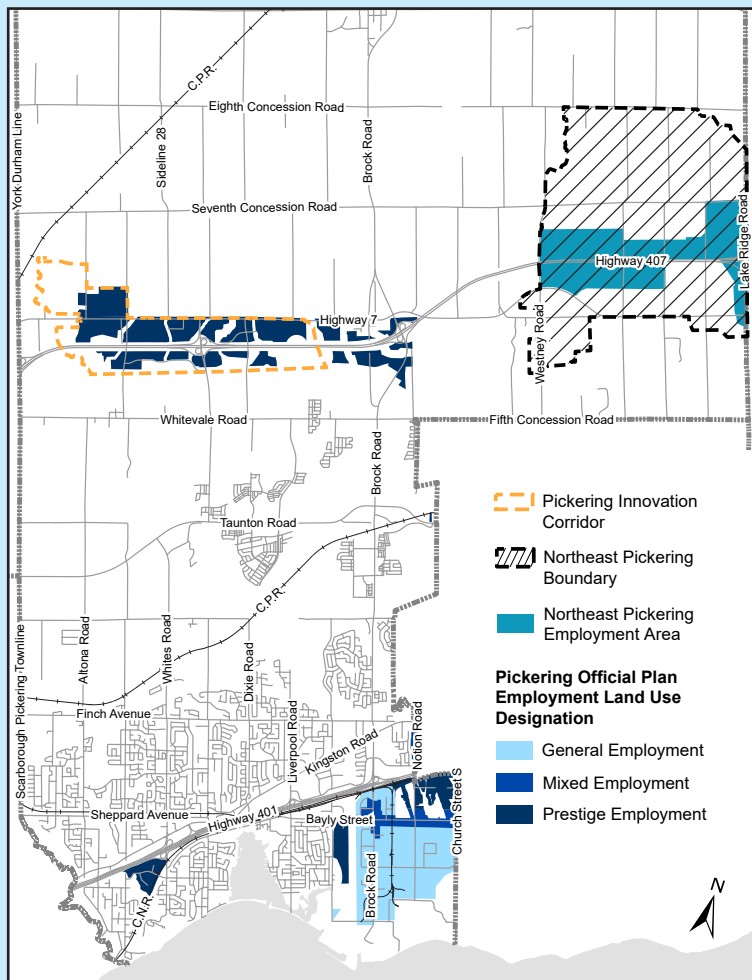 C.P.R.
Eighth Concession Road
York Durham Line
Sideline 28
Brock Road
Seventh Concession Road
Lake Ridge Road
Highway 407
Highway 7
Westney Road
Whitevale Road
Fifth Concession Road
Brock Road
Taunton Road
C.P.R.
Pickering Innovation
Corridor
Northeast Pickering
Boundary
Northeast Pickering
Employment Area
Pickering Official Plan
Employment Land Use
Designation
General Employment
Mixed Employment
Prestige Employment
Scarborough Pickering Townline
Altona Road
Whites Road
Dixie Road
Liverpool Road
Finch Avenue
Kingston Road
Notion Road
Sheppard Avenue
Highway 401
Bayly Street
Church Street S
Brock Road
C.N.R.
N